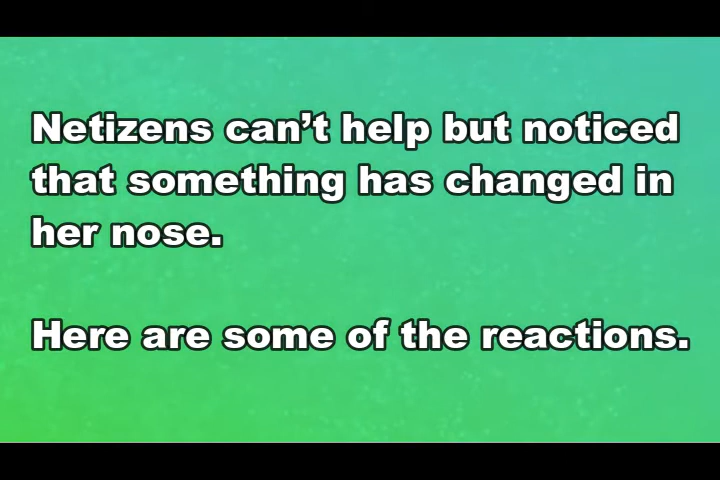 Netizens can’t help but noticed
that something has changed in
her nose.
Here are some of the reactions.